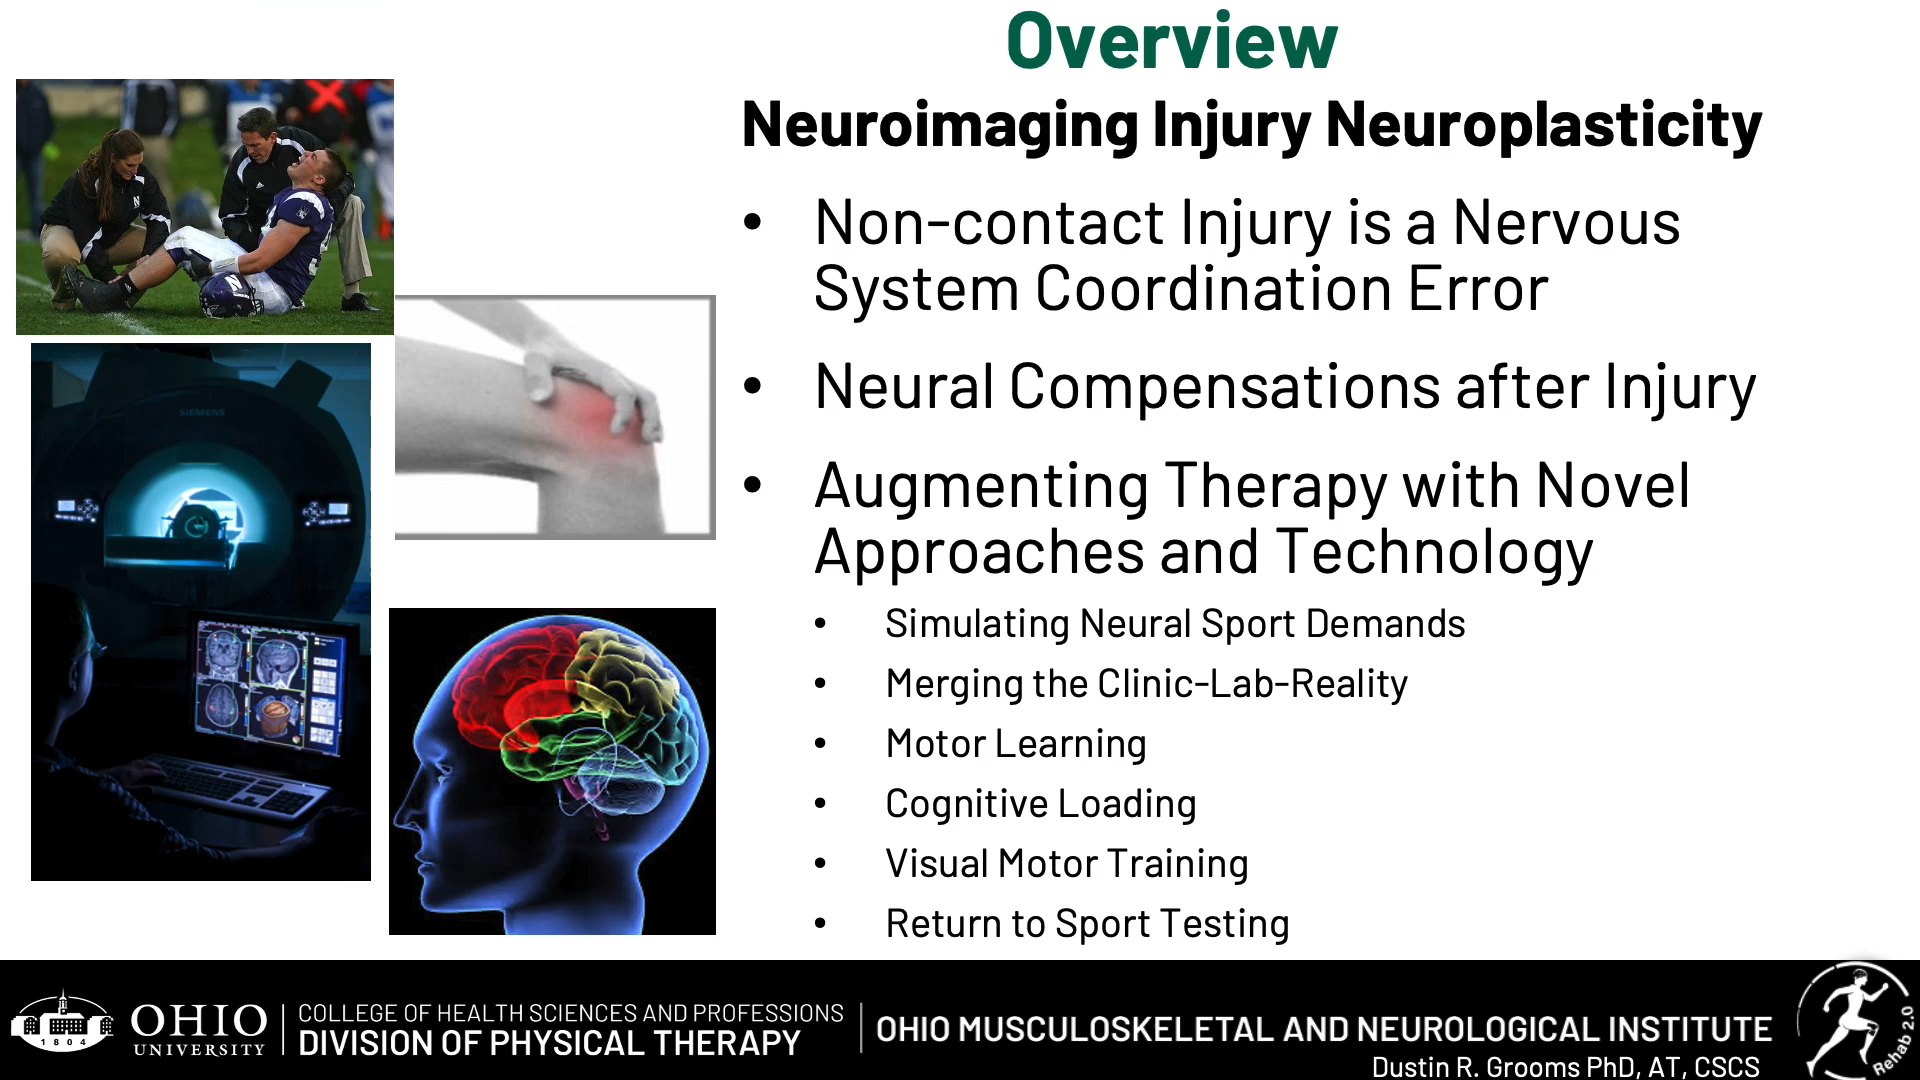 Overview
Neuroimaging Injury Neuroplasticity
• Non-contact Injury is a Nervous
System Coordination Error
• Neural Compensations after Injury
• Augmenting Therapy with Novel
Approaches and Technology
• Simulating Neural Sport Demands
• Merging the Clinic-Lab-Reality
• Motor Learning
• Cognitive Loading
• Visual Motor Training
• Return to Sport Testing
SIEMENS
N
N
1804
OHIO
UNIVERSITY
COLLEGE OF HEALTH SCIENCES AND PROFESSIONS
DIVISION OF PHYSICAL THERAPY
OHIO MUSCULOSKELETAL AND NEUROLOGICAL INSTITUTE
Dustin R. Grooms PhD, AT, CSCS
Rehab 2.0